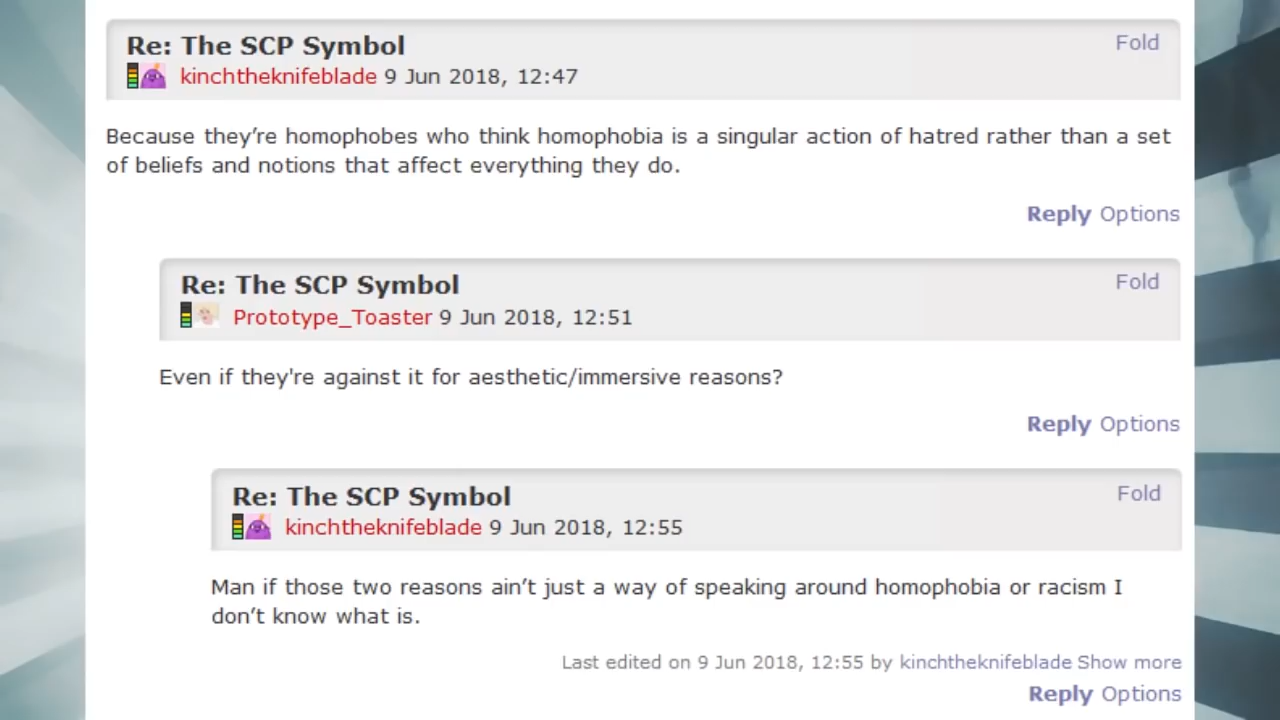 Re: The SCP Symbol
Fold
kinchtheknifeblade 9 Jun 2018, 12:47
Because they’re homophobes who think homophobia is a singular action of hatred rather than a set
of beliefs and notions that affect everything they do.
Reply Options
Re: The SCP Symbol
Fold
Prototype_Toaster 9 Jun 2018, 12:51
Even if they're against it for aesthetic/immersive reasons?
Reply Options
Re: The SCP Symbol
Fold
kinchtheknifeblade 9 Jun 2018, 12:55
Man if those two reasons ain’t just a way of speaking around homophobia or racism I
don’t know what is.
Last edited on 9 Jun 2018, 12:55 by kinchtheknifeblade Show more
Reply Options